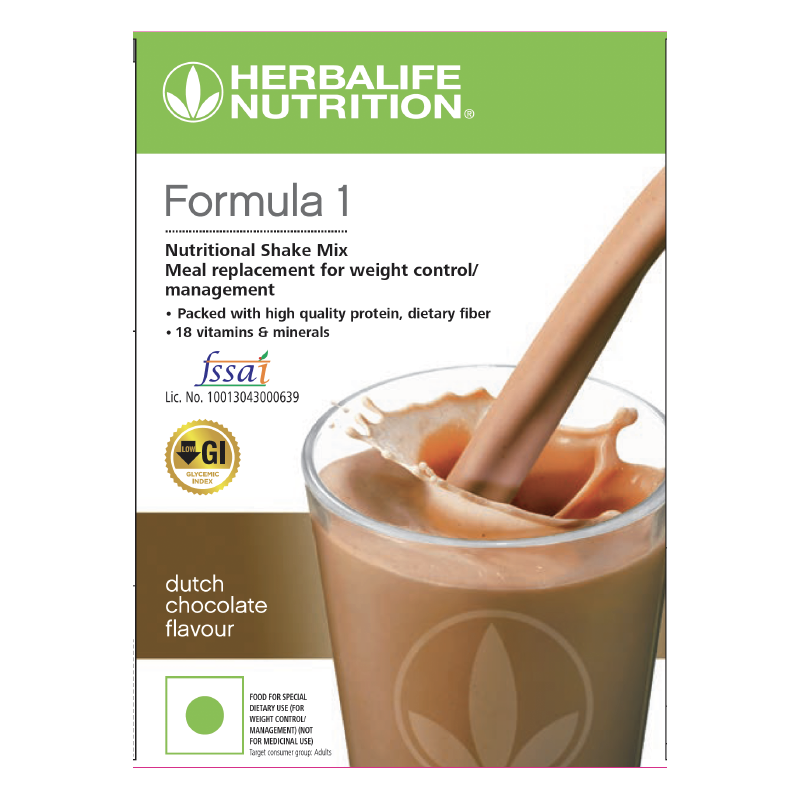 HERBALIFE
NUTRITION®
Formula 1
Nutritional Shake Mix
Meal replacement for weight control/
management
• Packed with high quality protein, dietary fiber
• 18 vitamins & minerals
fssai
Lic. No. 10013043000639
LOW GI
GLYCEMIC
INDEX
dutch
chocolate
flavour
FOOD FOR SPECIAL
DIETARY USE (FOR
WEIGHT CONTROL/
MANAGEMENT) (NOT
FOR MEDICINAL USE)
Target consumer group: Adults